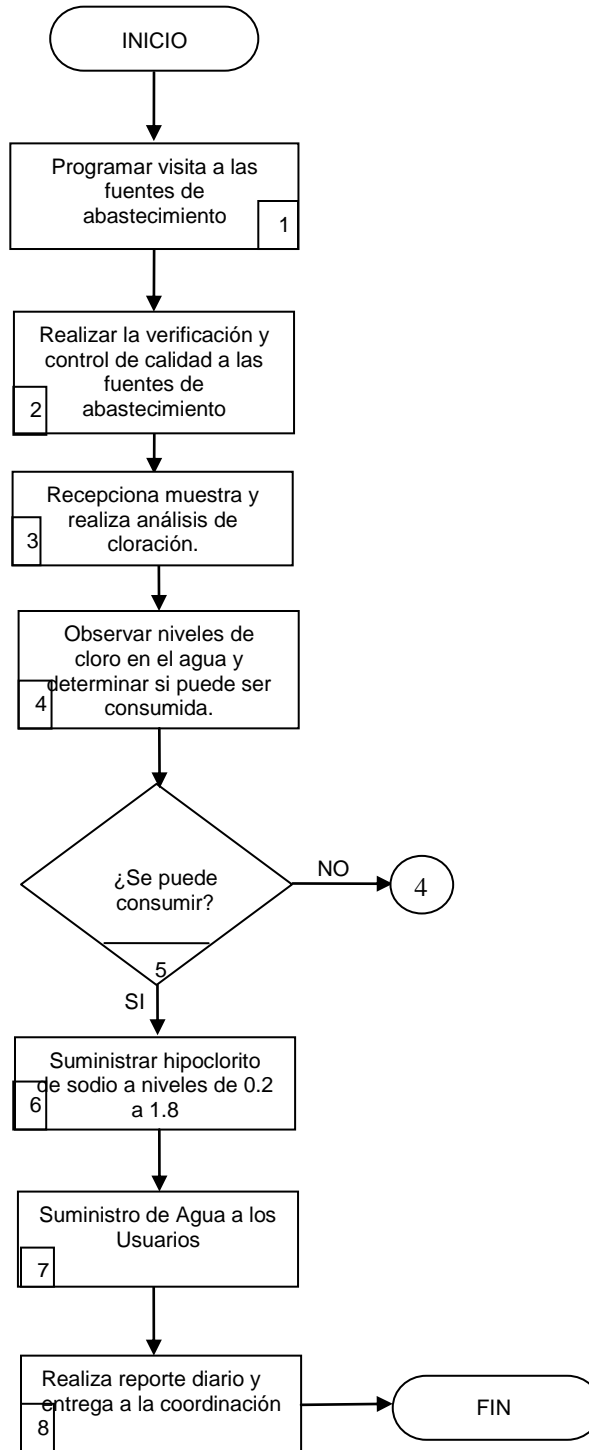 INICIO
Programar visita a las
fuentes de
abastecimiento
1
Realizar la verificación y
control de calidad a las
fuentes de
abastecimiento
2
Recepciona muestra y
realiza análisis de
cloración.
3
Observar niveles de
cloro en el agua y
determinar si puede ser
consumida.
4
¿Se puede
consumir?
5
NO
4
SI
Suministrar hipoclorito
de sodio a niveles de 0.2
a 1.8
6
Suministro de Agua a los
Usuarios
7
Realiza reporte diario y
entrega a la coordinación
8
FIN